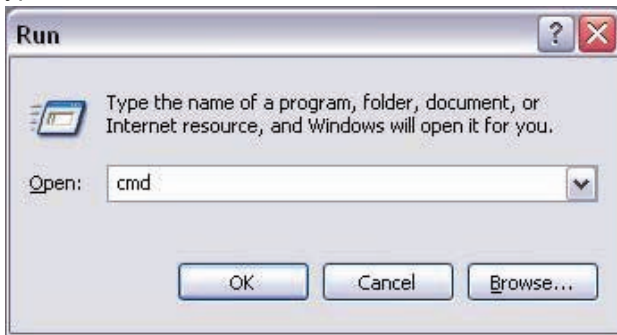 Run
?
Type the name of a program, folder, document, or
Internet resource, and Windows will open it for you.
Open:
cmd
OK
Cancel
Browse...